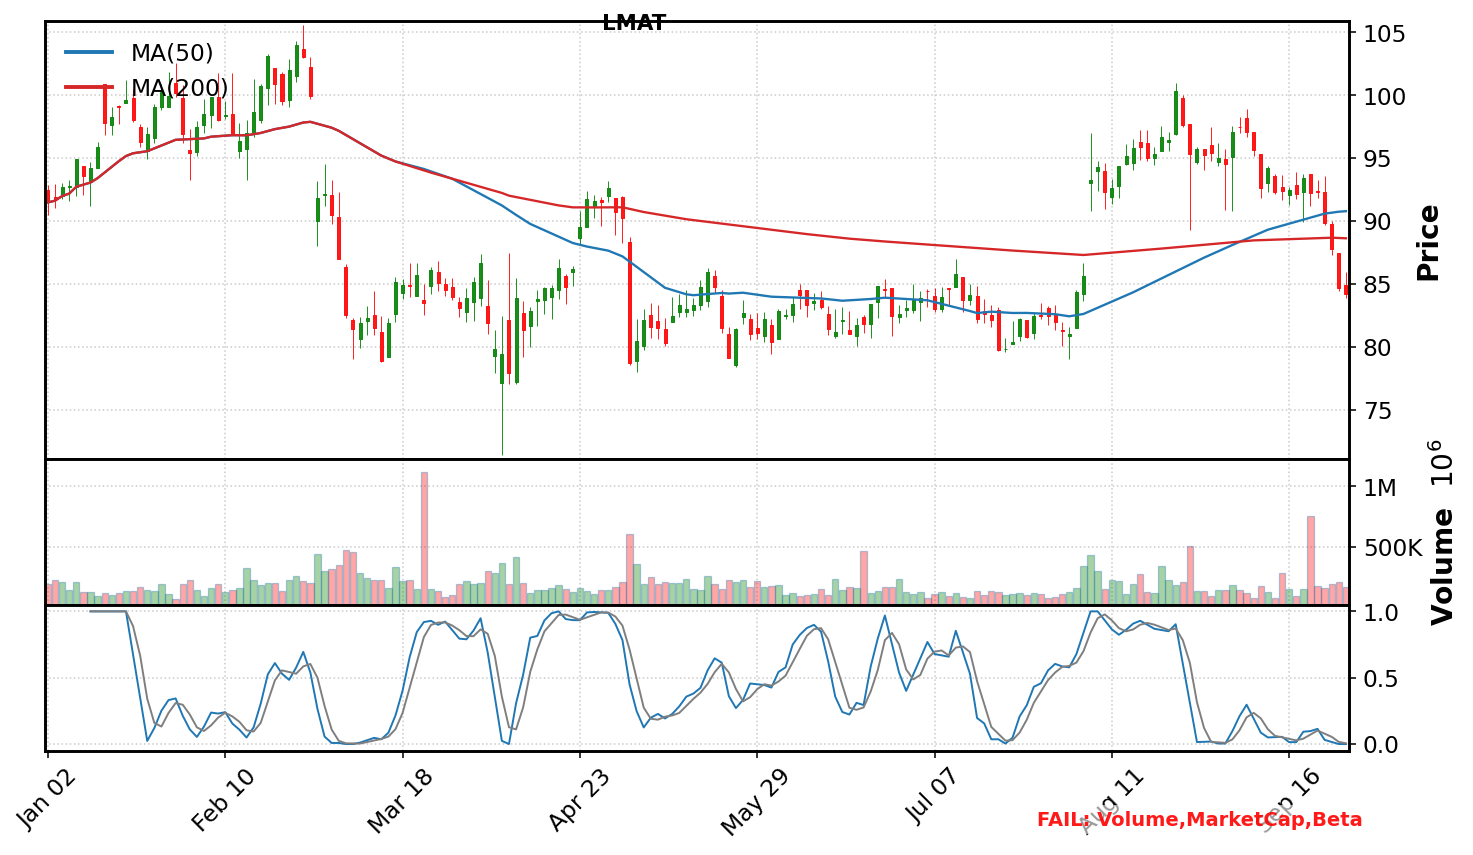 LMAT
MA(50)
MA(200)
105
100
95
90
85
80
75
Price
1M
500K
Volume 10⁶
1.0
0.5
0.0
Jan 02
Feb 10
Mar 18
Apr 23
May 29
Jul 07
Aug 11
Sep 16
FAIL: Volume,MarketCap,Beta